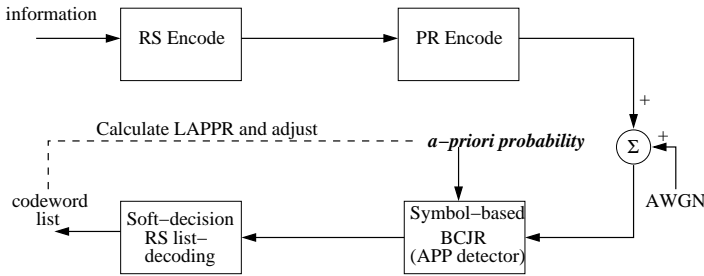 information
RS Encode
PR Encode
+
Calculate LAPPR and adjust
a−priori probability
Σ
+
codeword
list
Soft−decision
RS list−
decoding
Symbol−based
BCJR
(APP detector)
AWGN